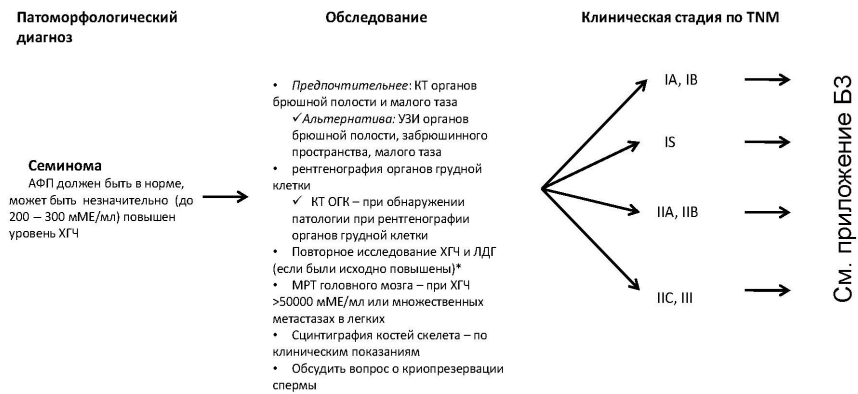 Патоморфологический
диагноз
Обследование
Клиническая стадия по TNM
Семинома
АФП должен быть в норме,
может быть незначительно (до
200 – 300 мМЕ/мл) повышен
уровень ХГЧ
• Предпочтительнее: КТ органов
брюшной полости и малого таза
✓Альтернатива: УЗИ органов
брюшной полости, забрюшинного
пространства, малого таза
• рентгенография органов грудной
клетки
✓ КТ ОГК – при обнаружении
патологии при рентгенографии
органов грудной клетки
• Повторное исследование ХГЧ и ЛДГ
(если были исходно повышены)*
• МРТ головного мозга – при ХГЧ
>50000 мМЕ/мл или множественных
метастазах в легких
• Сцинтиграфия костей скелета – по
клиническим показаниям
• Обсудить вопрос о криопрезервации
спермы
IA, IB
IS
IIA, IIB
IIC, III
См. приложение Б3